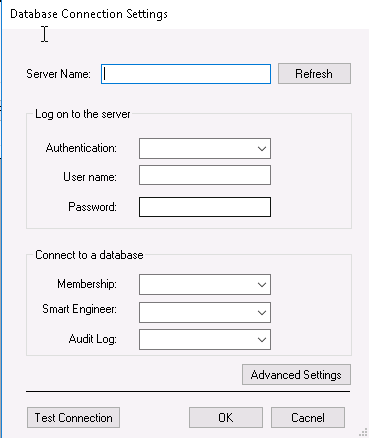 Database Connection Settings
Server Name:
Refresh
Log on to the server
Authentication:
User name:
Password:
Connect to a database
Membership:
Smart Engineer:
Audit Log:
Advanced Settings
Test Connection
OK
Cacnel